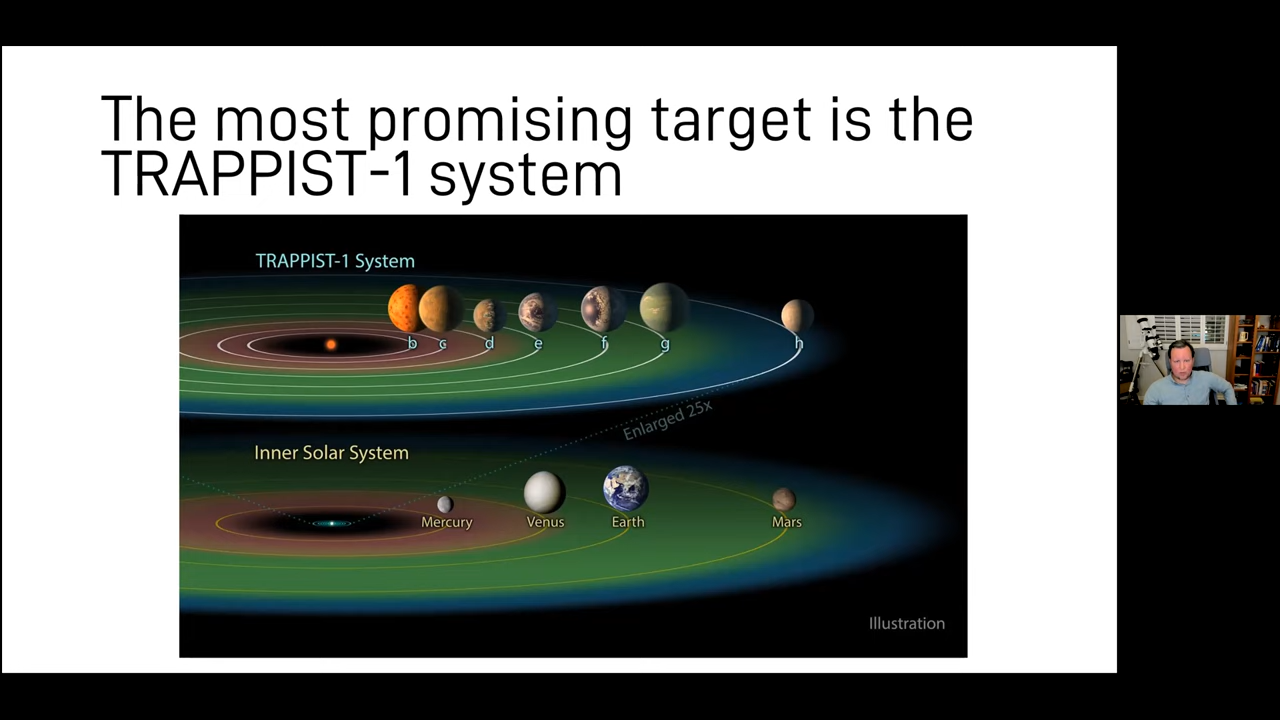 The most promising target is the
TRAPPIST-1 system
TRAPPIST-1 System
b c d e f g h
Enlarged 25x
Inner Solar System
Mercury Venus Earth Mars
Illustration